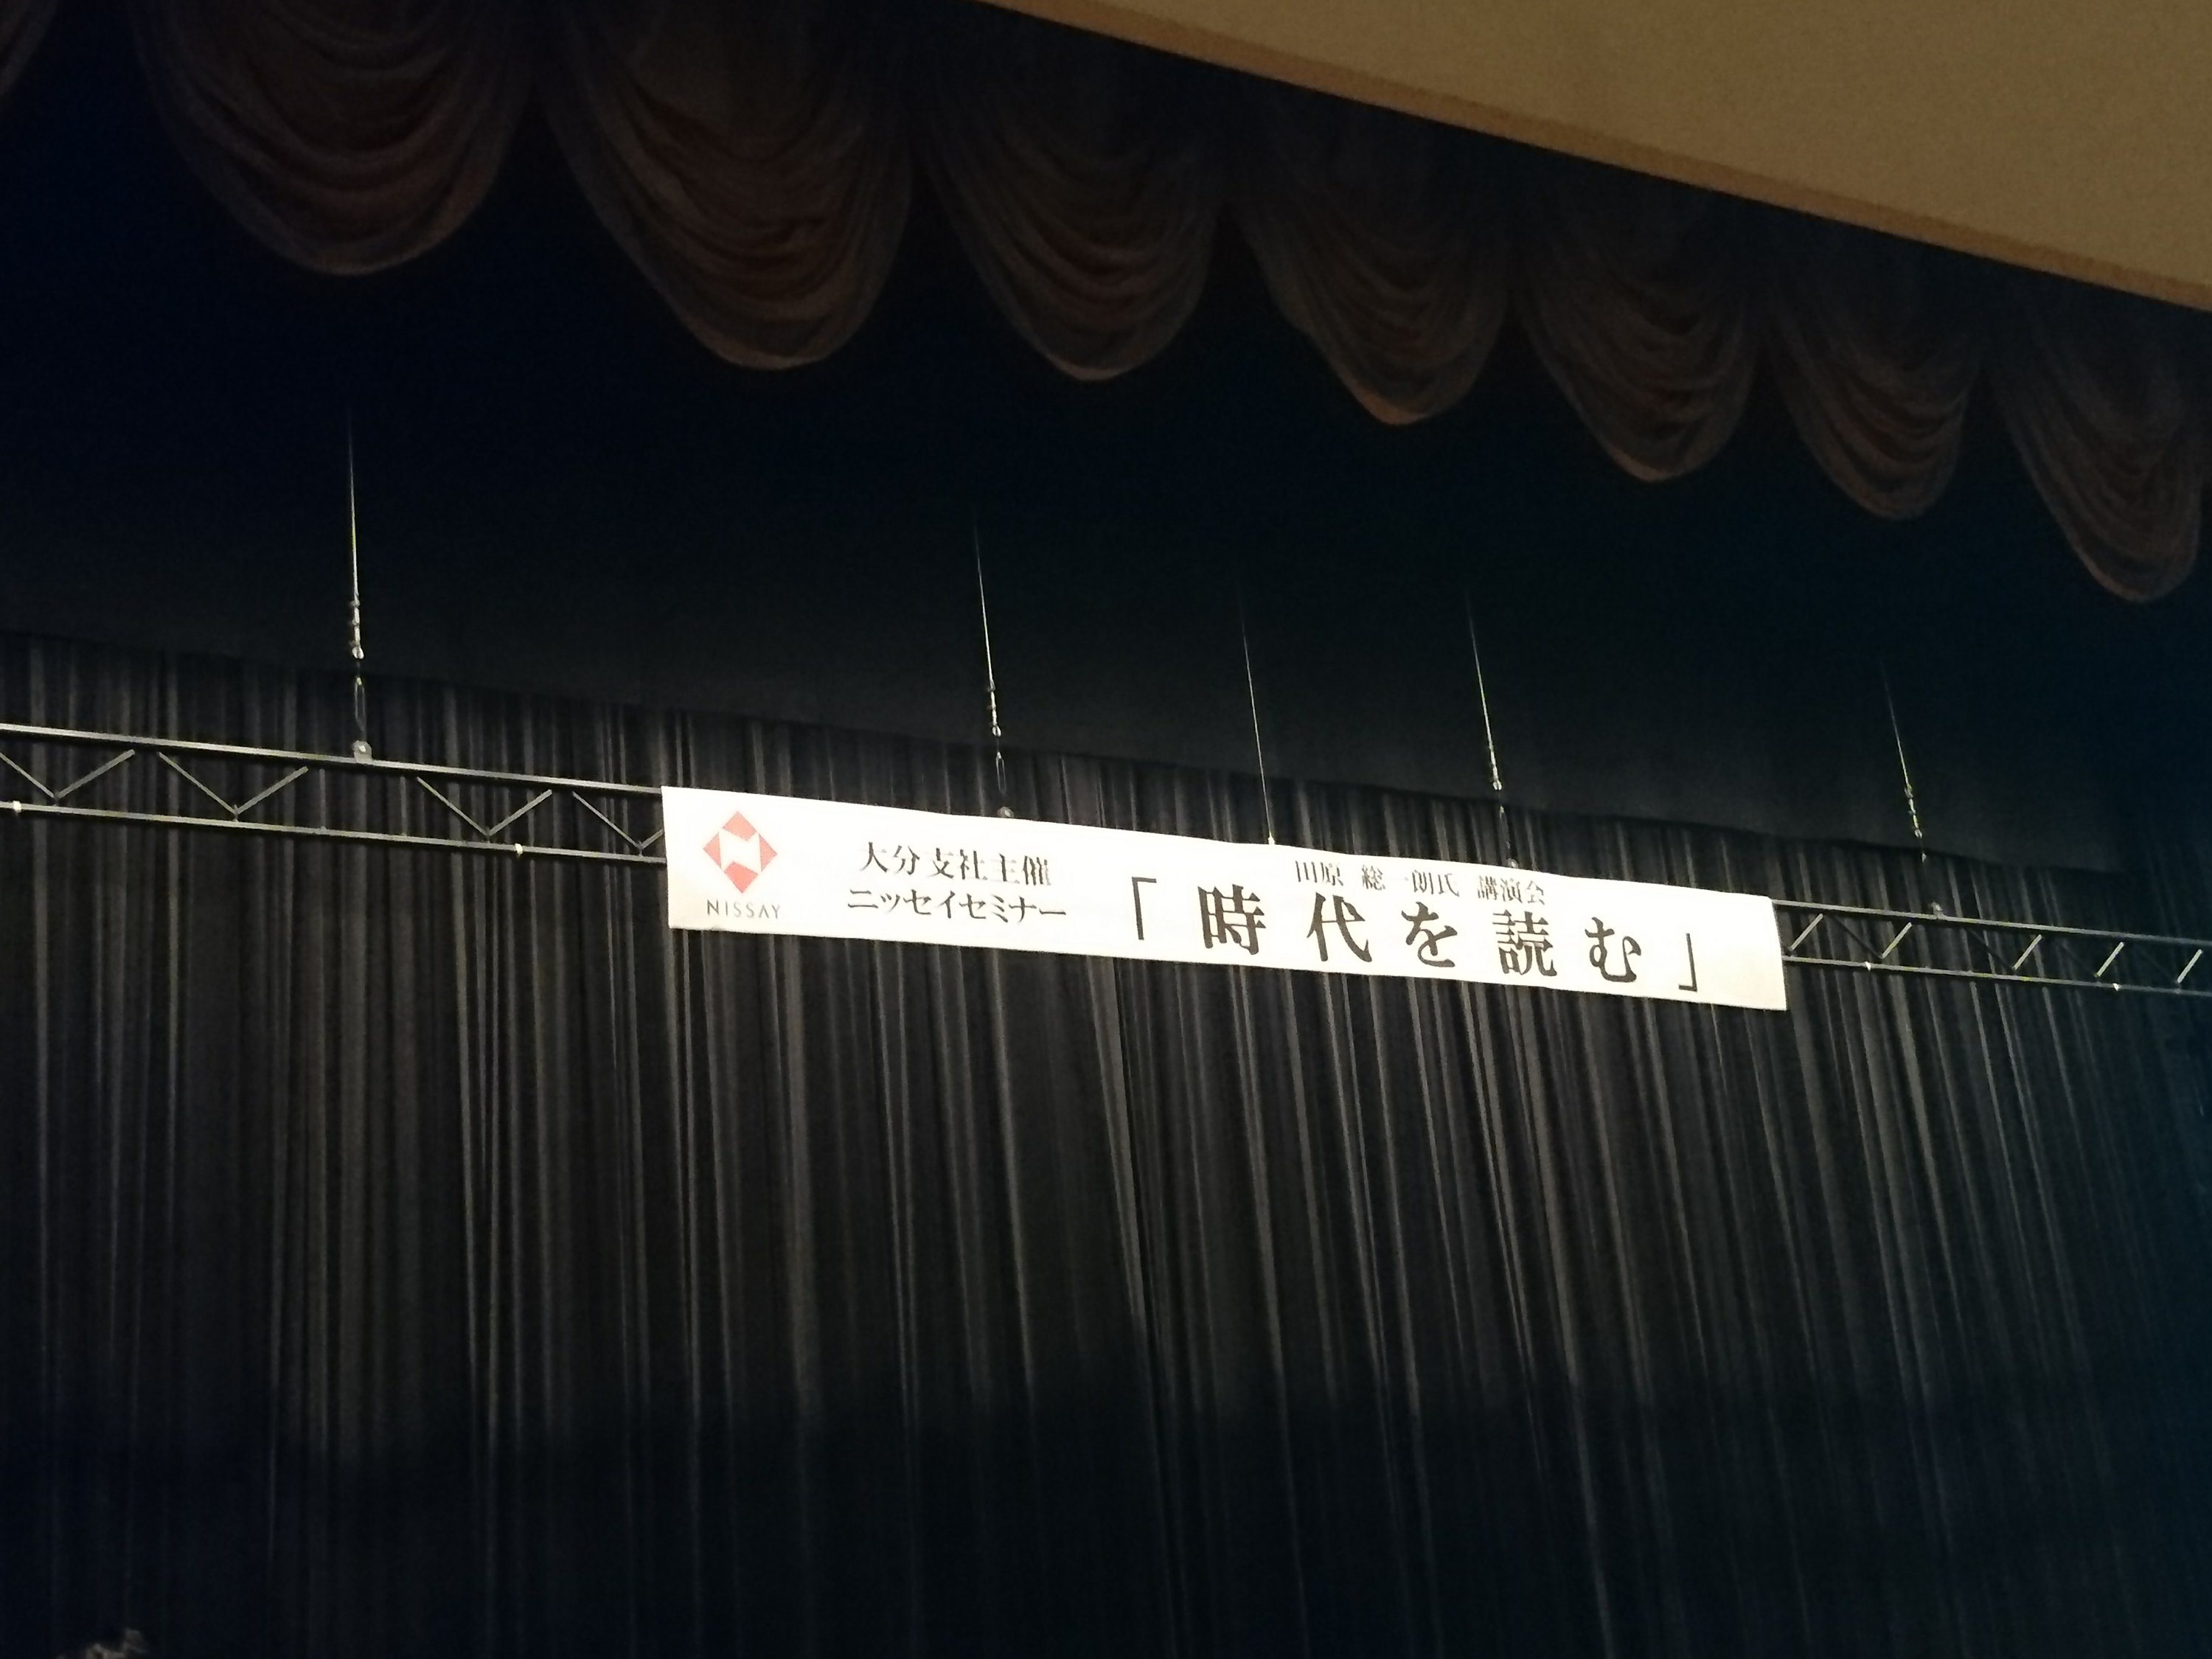 NISSAY
大分支社主催
ニッセイセミナー
田原 総一朗氏 講演会
「時代を読む」